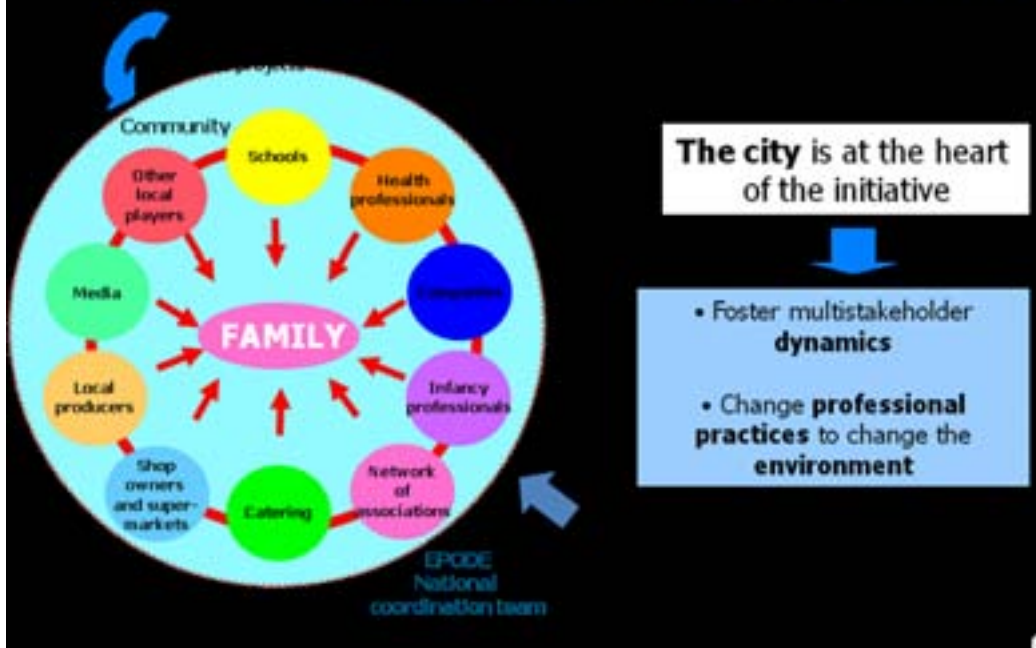 Community
Schools
Other
local
players
Health
professionals
Media
Companies
FAMILY
Local
producers
Infancy
professionals
Shop
owners
and super-
markets
Catering
Network
of
associations
EPODE
National
coordination team
The city is at the heart
of the initiative
• Foster multistakeholder
dynamics
• Change professional
practices to change the
environment